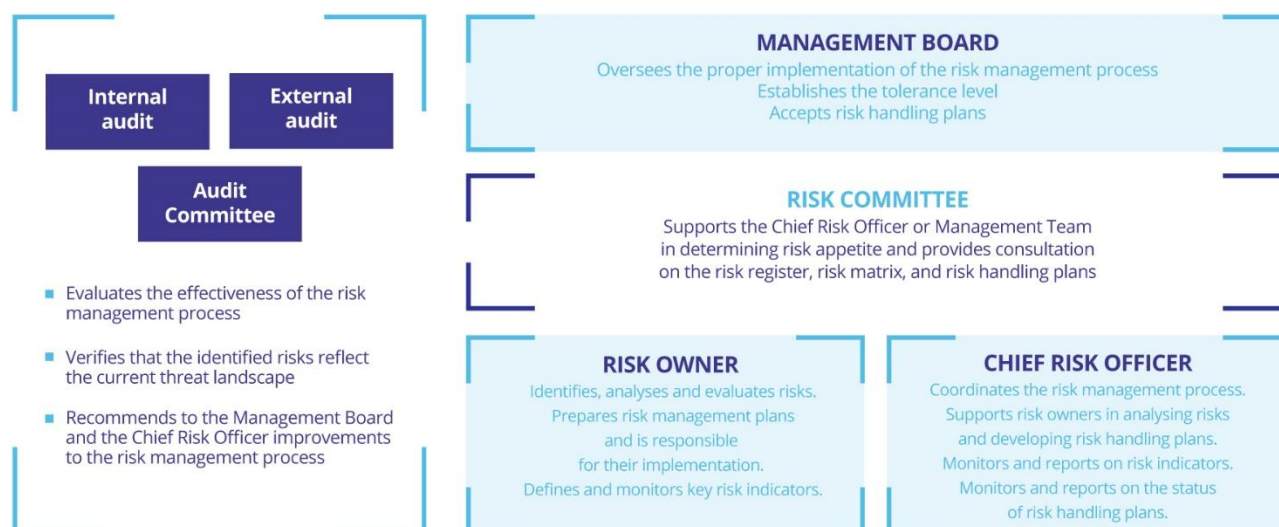 Internal
audit
External
audit
Audit
Committee
Evaluates the effectiveness of the risk
management process
Verifies that the identified risks reflect
the current threat landscape
Recommends to the Management Board
and the Chief Risk Officer improvements
to the risk management process
MANAGEMENT BOARD
Oversees the proper implementation of the risk management process
Establishes the tolerance level
Accepts risk handling plans
RISK COMMITTEE
Supports the Chief Risk Officer or Management Team
in determining risk appetite and provides consultation
on the risk register, risk matrix, and risk handling plans
RISK OWNER
Identifies, analyses and evaluates risks.
Prepares risk management plans
and is responsible
for their implementation.
Defines and monitors key risk indicators.
CHIEF RISK OFFICER
Coordinates the risk management process.
Supports risk owners in analysing risks
and developing risk handling plans.
Monitors and reports on risk indicators.
Monitors and reports on the status
of risk handling plans.